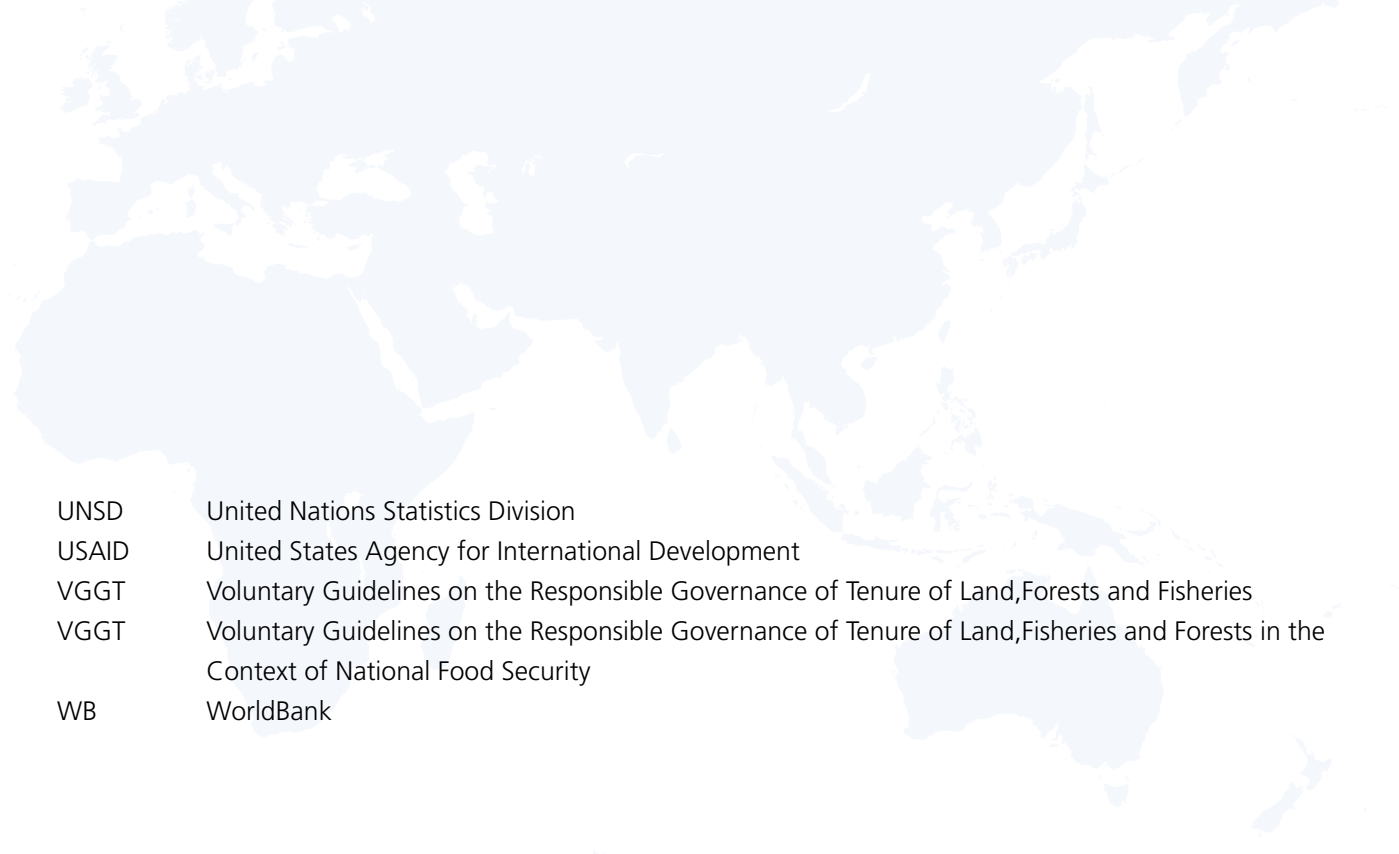 UNSD United Nations Statistics Division
USAID United States Agency for International Development
VGGT Voluntary Guidelines on the Responsible Governance of Tenure of Land,Forests and Fisheries
VGGT Voluntary Guidelines on the Responsible Governance of Tenure of Land,Fisheries and Forests in the
Context of National Food Security
WB WorldBank